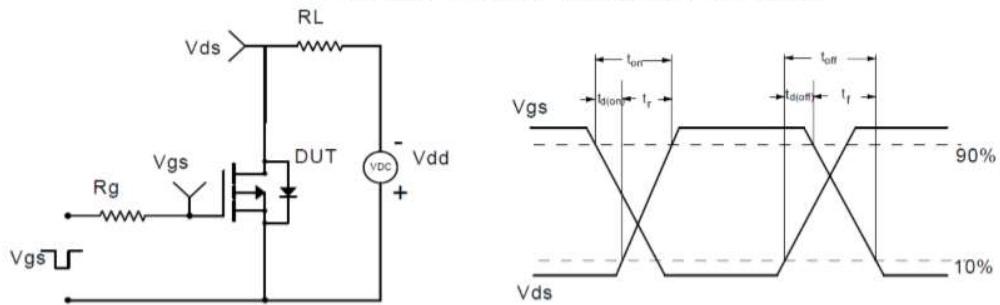 RL
Vds
ton
toff
td(on)
tr
td(off)
tf
Vgs
90%
DUT
Vgs
-
VDC
Vdd
+
Rg
Vgs
10%
Vds